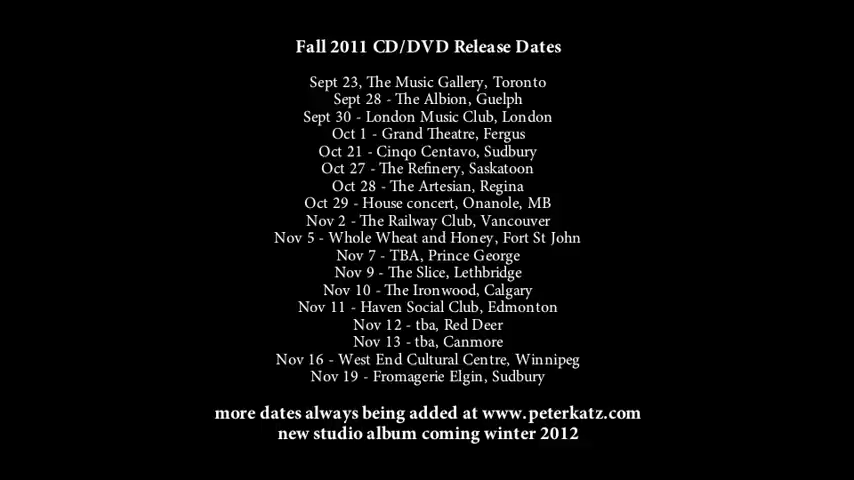 Fall 2011 CD/DVD Release Dates
Sept 23, The Music Gallery, Toronto
Sept 28 - The Albion, Guelph
Sept 30 - London Music Club, London
Oct 1 - Grand Theatre, Fergus
Oct 21 - Cinqo Centavo, Sudbury
Oct 27 - The Refinery, Saskatoon
Oct 28 - The Artesian, Regina
Oct 29 - House concert, Onanole, MB
Nov 2 - The Railway Club, Vancouver
Nov 5 - Whole Wheat and Honey, Fort St John
Nov 7 - TBA, Prince George
Nov 9 - The Slice, Lethbridge
Nov 10 - The Ironwood, Calgary
Nov 11 - Haven Social Club, Edmonton
Nov 12 - tba, Red Deer
Nov 13 - tba, Canmore
Nov 16 - West End Cultural Centre, Winnipeg
Nov 19 - Fromagerie Elgin, Sudbury
more dates always being added at www.peterkatz.com
new studio album coming winter 2012